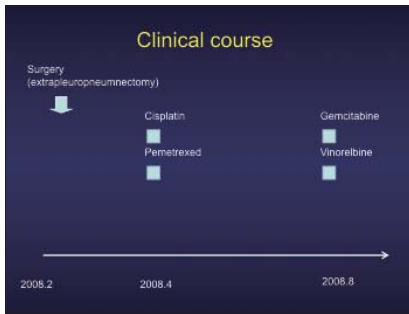 Clinical course
Surgery
(extrapleuropneumnectomy)
Cisplatin
Gemcitabine
Pemetrexed
Vinorelbine
2008.2
2008.4
2008.8